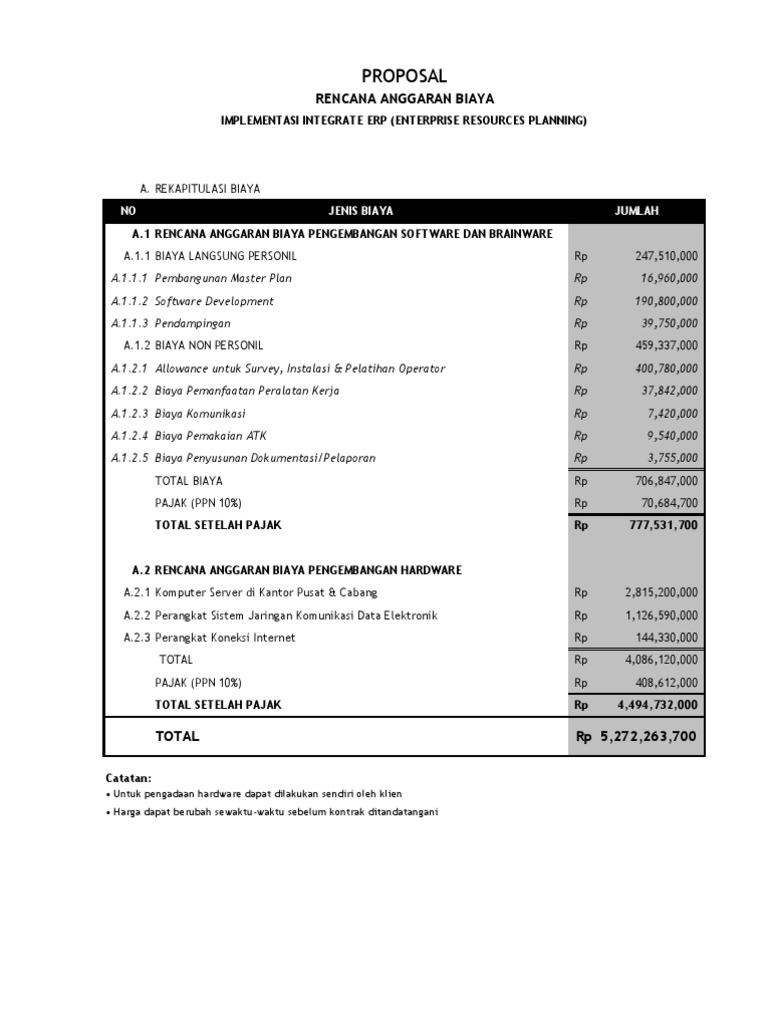 PROPOSAL
RENCANA ANGGARAN BIAYA
IMPLEMENTASI INTEGRATE ERP (ENTERPRISE RESOURCES PLANNING)
A. REKAPITULASI BIAYA
NO JENIS BIAYA JUMLAH
A.1 RENCANA ANGGARAN BIAYA PENGEMBANGAN SOFTWARE DAN BRAINWARE
A.1.1 BIAYA LANGSUNG PERSONIL Rp 247,510,000
A.1.1.1 Pembangunan Master Plan Rp 16,960,000
A.1.1.2 Software Development Rp 190,800,000
A.1.1.3 Pendampingan Rp 39,750,000
A.1.2 BIAYA NON PERSONIL Rp 459,337,000
A.1.2.1 Allowance untuk Survey, Instalasi & Pelatihan Operator Rp 400,780,000
A.1.2.2 Biaya Pemanfaatan Peralatan Kerja Rp 37,842,000
A.1.2.3 Biaya Komunikasi Rp 7,420,000
A.1.2.4 Biaya Pemakaian ATK Rp 9,540,000
A.1.2.5 Biaya Penyusunan Dokumentasi/Pelaporan Rp 3,755,000
TOTAL BIAYA Rp 706,847,000
PAJAK (PPN 10%) Rp 70,684,700
TOTAL SETELAH PAJAK Rp 777,531,700
A.2 RENCANA ANGGARAN BIAYA PENGEMBANGAN HARDWARE
A.2.1 Komputer Server di Kantor Pusat & Cabang Rp 2,815,200,000
A.2.2 Perangkat Sistem Jaringan Komunikasi Data Elektronik Rp 1,126,590,000
A.2.3 Perangkat Koneksi Internet Rp 144,330,000
TOTAL Rp 4,086,120,000
PAJAK (PPN 10%) Rp 408,612,000
TOTAL SETELAH PAJAK Rp 4,494,732,000
TOTAL Rp 5,272,263,700
Catatan:
• Untuk pengadaan hardware dapat dilakukan sendiri oleh klien
• Harga dapat berubah sewaktu-waktu sebelum kontrak ditandatangani